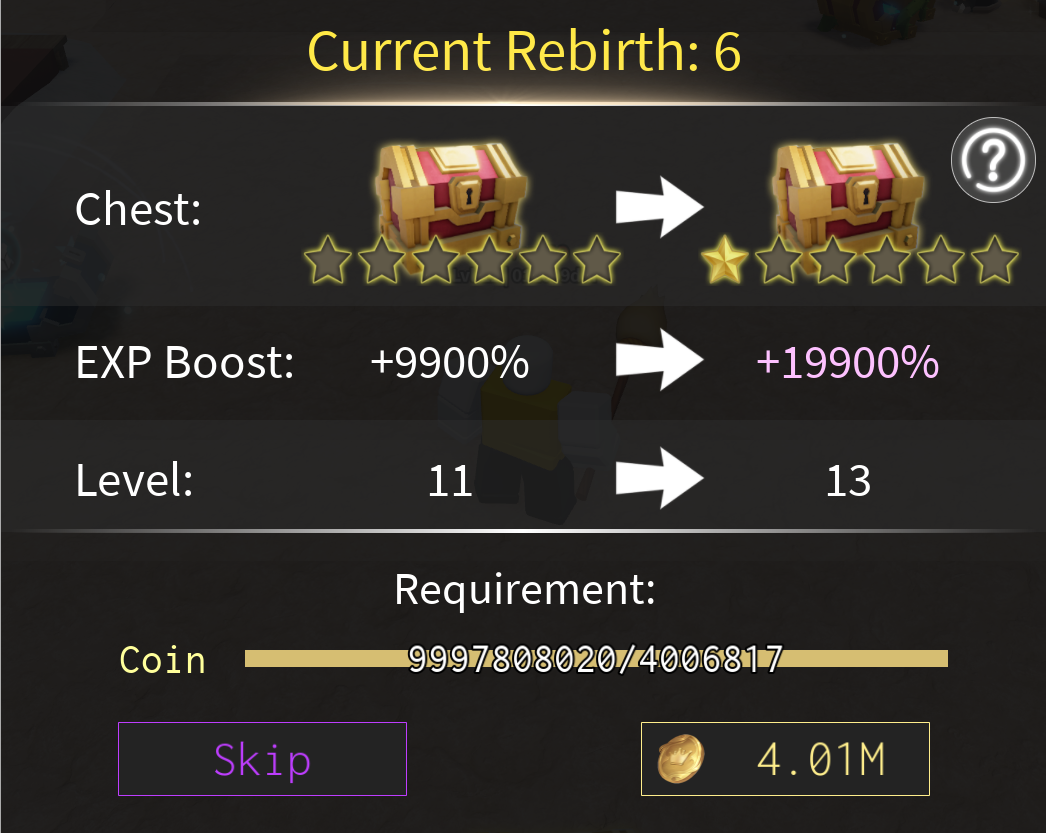 Current Rebirth: 6
Chest:
EXP Boost: +9900% +19900%
Level: 11 13
Requirement:
Coin 9997808020/4006817
Skip 4.01M